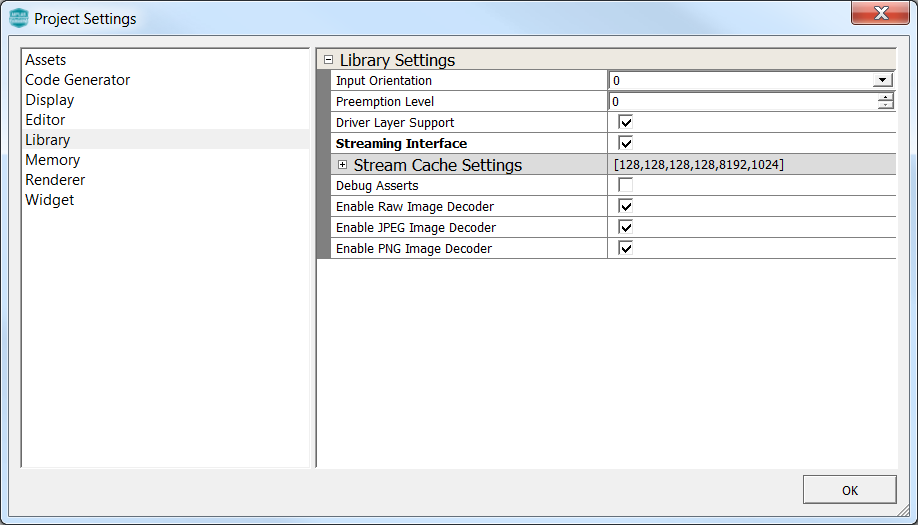 Project Settings
Assets
Code Generator
Display
Editor
Library
Memory
Renderer
Widget
Library Settings
Input Orientation 0
Preemption Level 0
Driver Layer Support
Streaming Interface
Stream Cache Settings [128,128,128,128,8192,1024]
Debug Asserts
Enable Raw Image Decoder
Enable JPEG Image Decoder
Enable PNG Image Decoder
OK